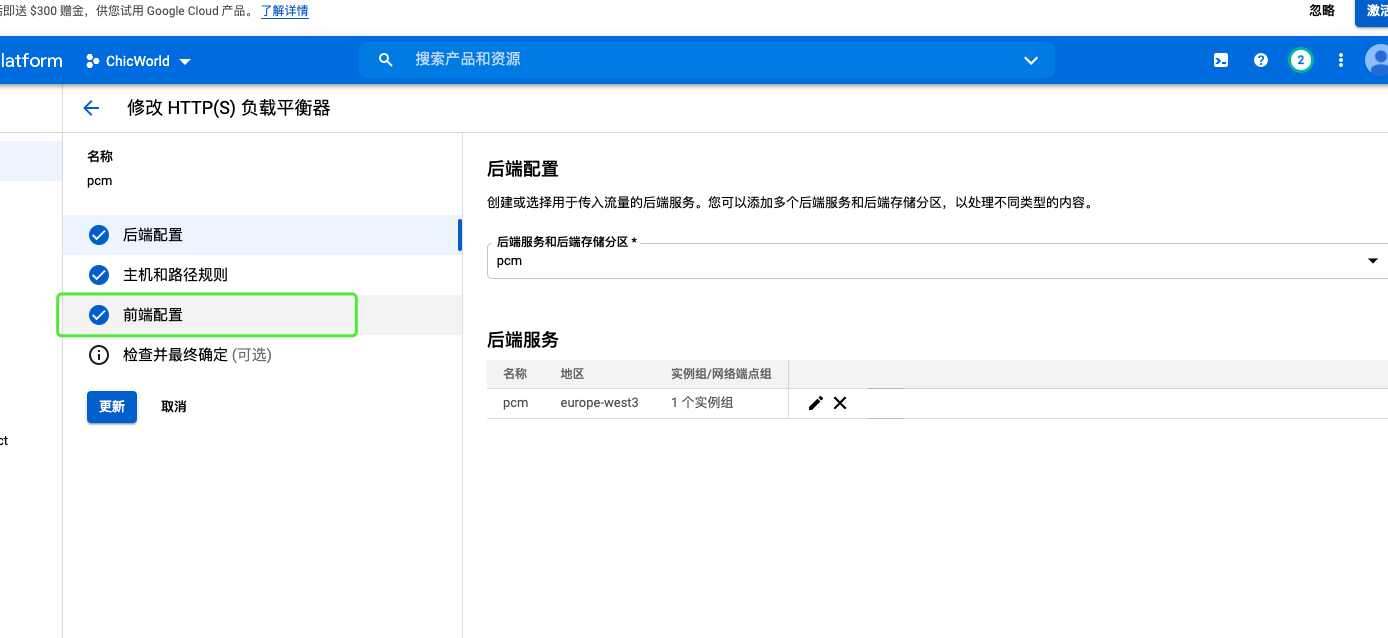 后即送 $300 赠金，供您试用 Google Cloud 产品。 了解详情
忽略
激活
latform
ChicWorld
搜索产品和资源
2
修改 HTTP(S) 负载平衡器
名称
pcm
后端配置
主机和路径规则
前端配置
检查并最终确定 (可选)
更新
取消
ct
后端配置
创建或选择用于传入流量的后端服务。您可以添加多个后端服务和后端存储分区，以处理不同类型的内容。
后端服务和后端存储分区 *
pcm
后端服务
名称 地区 实例组/网络端点组
pcm europe-west3 1 个实例组